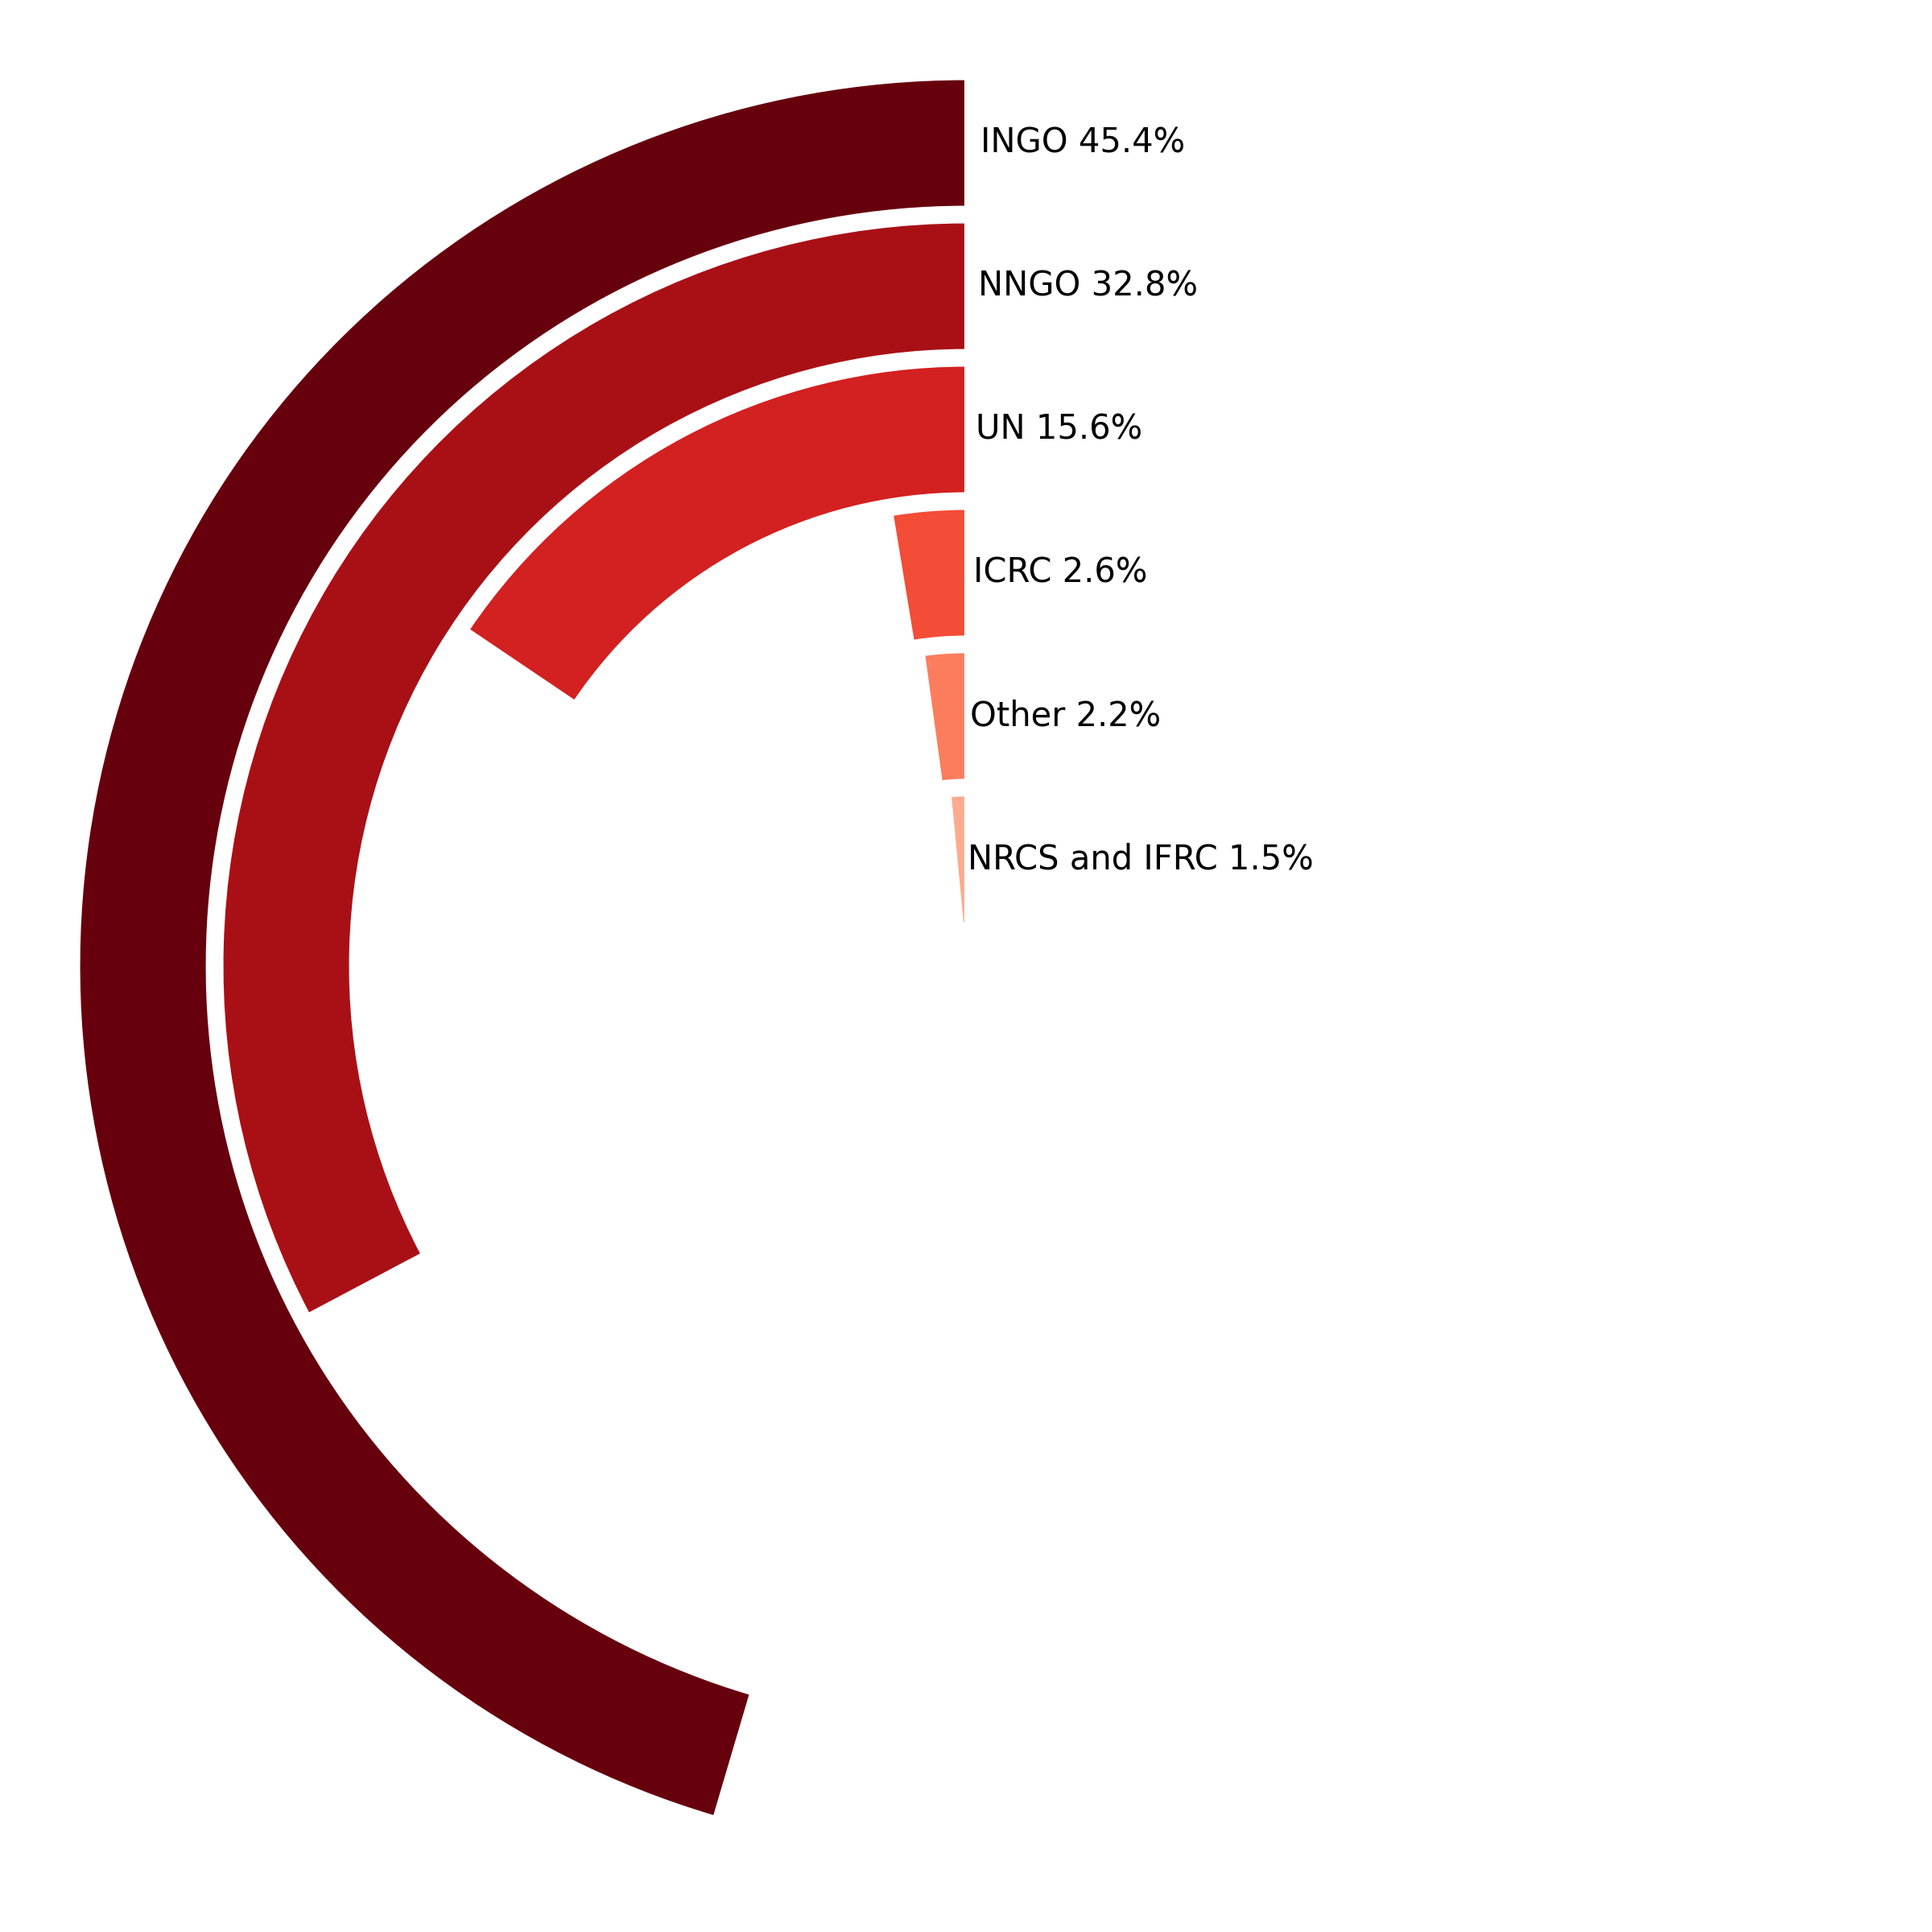 INGO 45.4%
NNGO 32.8%
UN 15.6%
ICRC 2.6%
Other 2.2%
NRCS and IFRC 1.5%